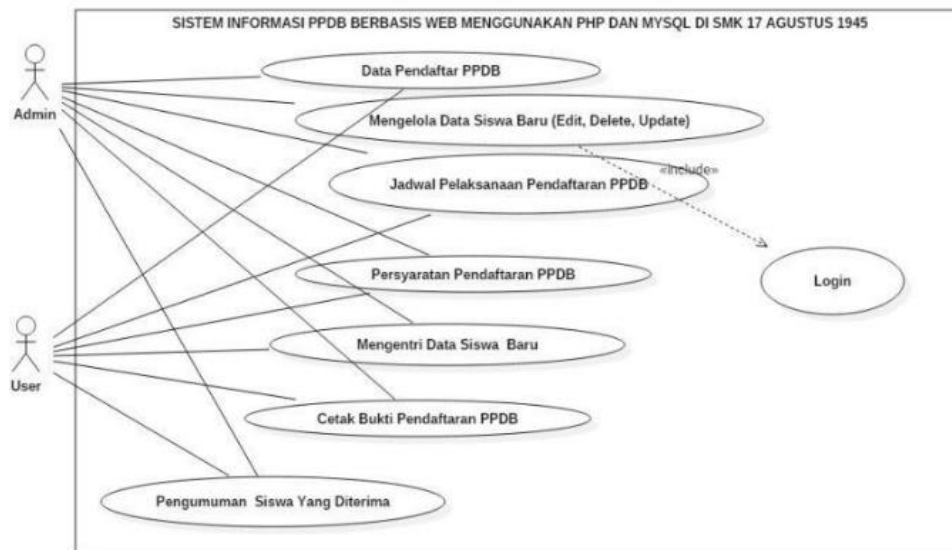 SISTEM INFORMASI PPDB BERBASIS WEB MENGGUNAKAN PHP DAN MYSQL DI SMK 17 AGUSTUS 1945
Data Pendaftar PPDB
Admin
Mengelola Data Siswa Baru (Edit, Delete, Update)
«include»
Jadwal Pelaksanaan Pendaftaran PPDB
Persyaratan Pendaftaran PPDB
Login
Mengentri Data Siswa Baru
User
Cetak Bukti Pendaftaran PPDB
Pengumuman Siswa Yang Diterima